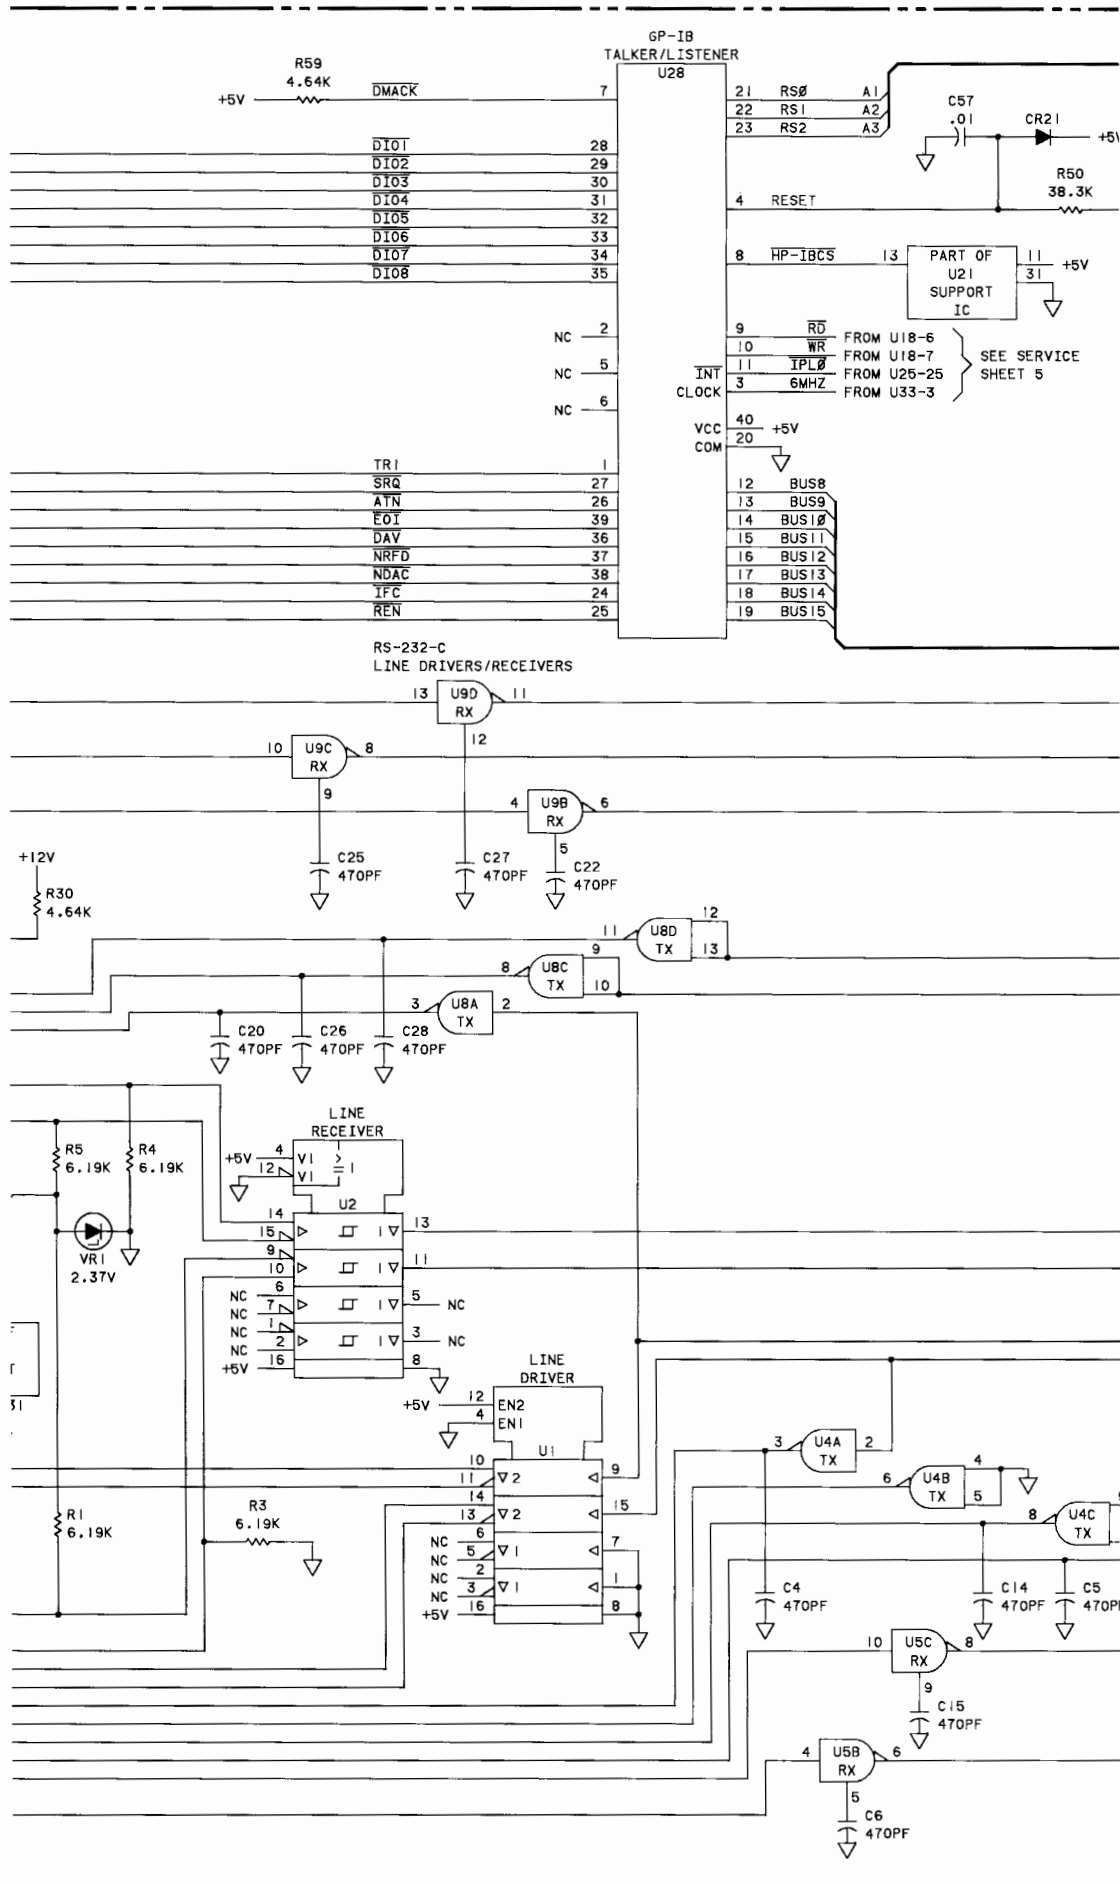 GP-IB
TALKER/LISTENER
U28
R59
4.64K
+5V DMACK 7
21 RSØ A1
22 RS1 A2
23 RS2 A3
C57
.01
CR21
+5V
R50
38.3K
DIO1 28
DIO2 29
DIO3 30
DIO4 31
DIO5 32
DIO6 33
DIO7 34
DIO8 35
4 RESET
8 HP-IBCS 13
PART OF
U21
SUPPORT
IC
11
31
+5V
NC 2
NC 5
NC 6
9 RD FROM U18-6
10 WR FROM U18-7
INT 11 IPLØ FROM U25-25
CLOCK 3 6MHZ FROM U33-3
SEE SERVICE
SHEET 5
VCC 40 +5V
COM 20
TR1 1
SRQ 27
ATN 26
EOI 39
DAV 36
NRFD 37
NDAC 38
IFC 24
REN 25
12 BUS8
13 BUS9
14 BUS1Ø
15 BUS11
16 BUS12
17 BUS13
18 BUS14
19 BUS15
RS-232-C
LINE DRIVERS/RECEIVERS
13 U9D 11
RX
12
10 U9C 8
RX
9
4 U9B 6
RX
5
+12V
R30
4.64K
C25
470PF
C27
470PF
C22
470PF
11 U8D 12
TX 13
8 U8C 9
TX 10
3 U8A 2
TX
C20
470PF
C26
470PF
C28
470PF
LINE
RECEIVER
R5
6.19K
R4
6.19K
+5V 4 V1
12 V1
≥1
U2
VR1
2.37V
14
15
1
13
9
10
1
11
NC 6
NC 7
1
5 NC
NC 1
NC 2
1
3 NC
+5V 16
8
31
LINE
DRIVER
+5V 12 EN2
4 EN1
U1
10
11
2
9
14
13
2
15
NC 6
NC 5
1
7
NC 2
NC 3
1
1
+5V 16
8
R1
6.19K
R3
6.19K
3 U4A 2
TX
6 U4B 4
TX 5
8 U4C
TX
C4
470PF
C14
470PF
C5
470PF
10 U5C 8
RX
9
C15
470PF
4 U5B 6
RX
5
C6
470PF